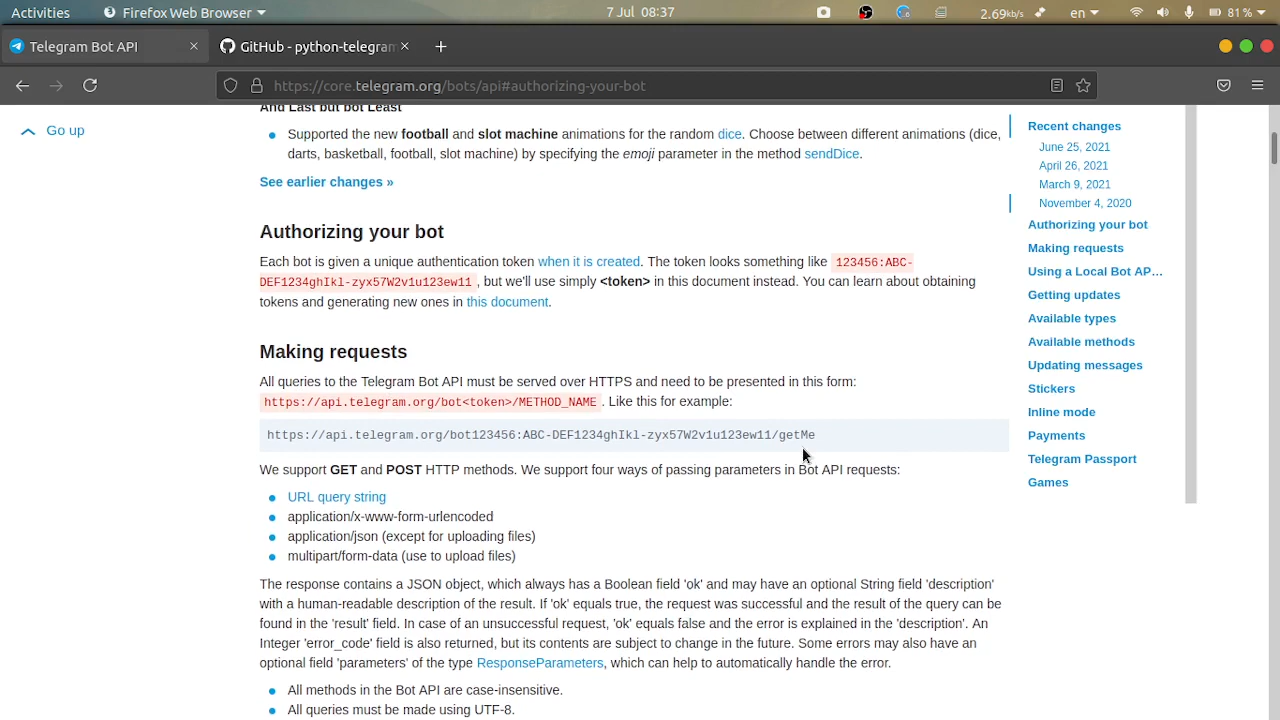 Activities
Firefox Web Browser
7 Jul 08:37
2.69kb/s
en
81 %
Telegram Bot API
GitHub - python-telegram
https://core.telegram.org/bots/api#authorizing-your-bot
Go up
And Last but bot Least
Supported the new football and slot machine animations for the random dice. Choose between different animations (dice,
darts, basketball, football, slot machine) by specifying the emoji parameter in the method sendDice.
See earlier changes »
Authorizing your bot
Each bot is given a unique authentication token when it is created. The token looks something like 123456:ABC-
DEF1234ghIkl-zyx57W2v1u123ew11, but we'll use simply <token> in this document instead. You can learn about obtaining
tokens and generating new ones in this document.
Making requests
All queries to the Telegram Bot API must be served over HTTPS and need to be presented in this form:
https://api.telegram.org/bot<token>/METHOD_NAME. Like this for example:
https://api.telegram.org/bot123456:ABC-DEF1234ghIkl-zyx57W2v1u123ew11/getMe
We support GET and POST HTTP methods. We support four ways of passing parameters in Bot API requests:
URL query string
application/x-www-form-urlencoded
application/json (except for uploading files)
multipart/form-data (use to upload files)
The response contains a JSON object, which always has a Boolean field 'ok' and may have an optional String field 'description'
with a human-readable description of the result. If 'ok' equals true, the request was successful and the result of the query can be
found in the 'result' field. In case of an unsuccessful request, 'ok' equals false and the error is explained in the 'description'. An
Integer 'error_code' field is also returned, but its contents are subject to change in the future. Some errors may also have an
optional field 'parameters' of the type ResponseParameters, which can help to automatically handle the error.
All methods in the Bot API are case-insensitive.
All queries must be made using UTF-8.
Recent changes
June 25, 2021
April 26, 2021
March 9, 2021
November 4, 2020
Authorizing your bot
Making requests
Using a Local Bot AP…
Getting updates
Available types
Available methods
Updating messages
Stickers
Inline mode
Payments
Telegram Passport
Games